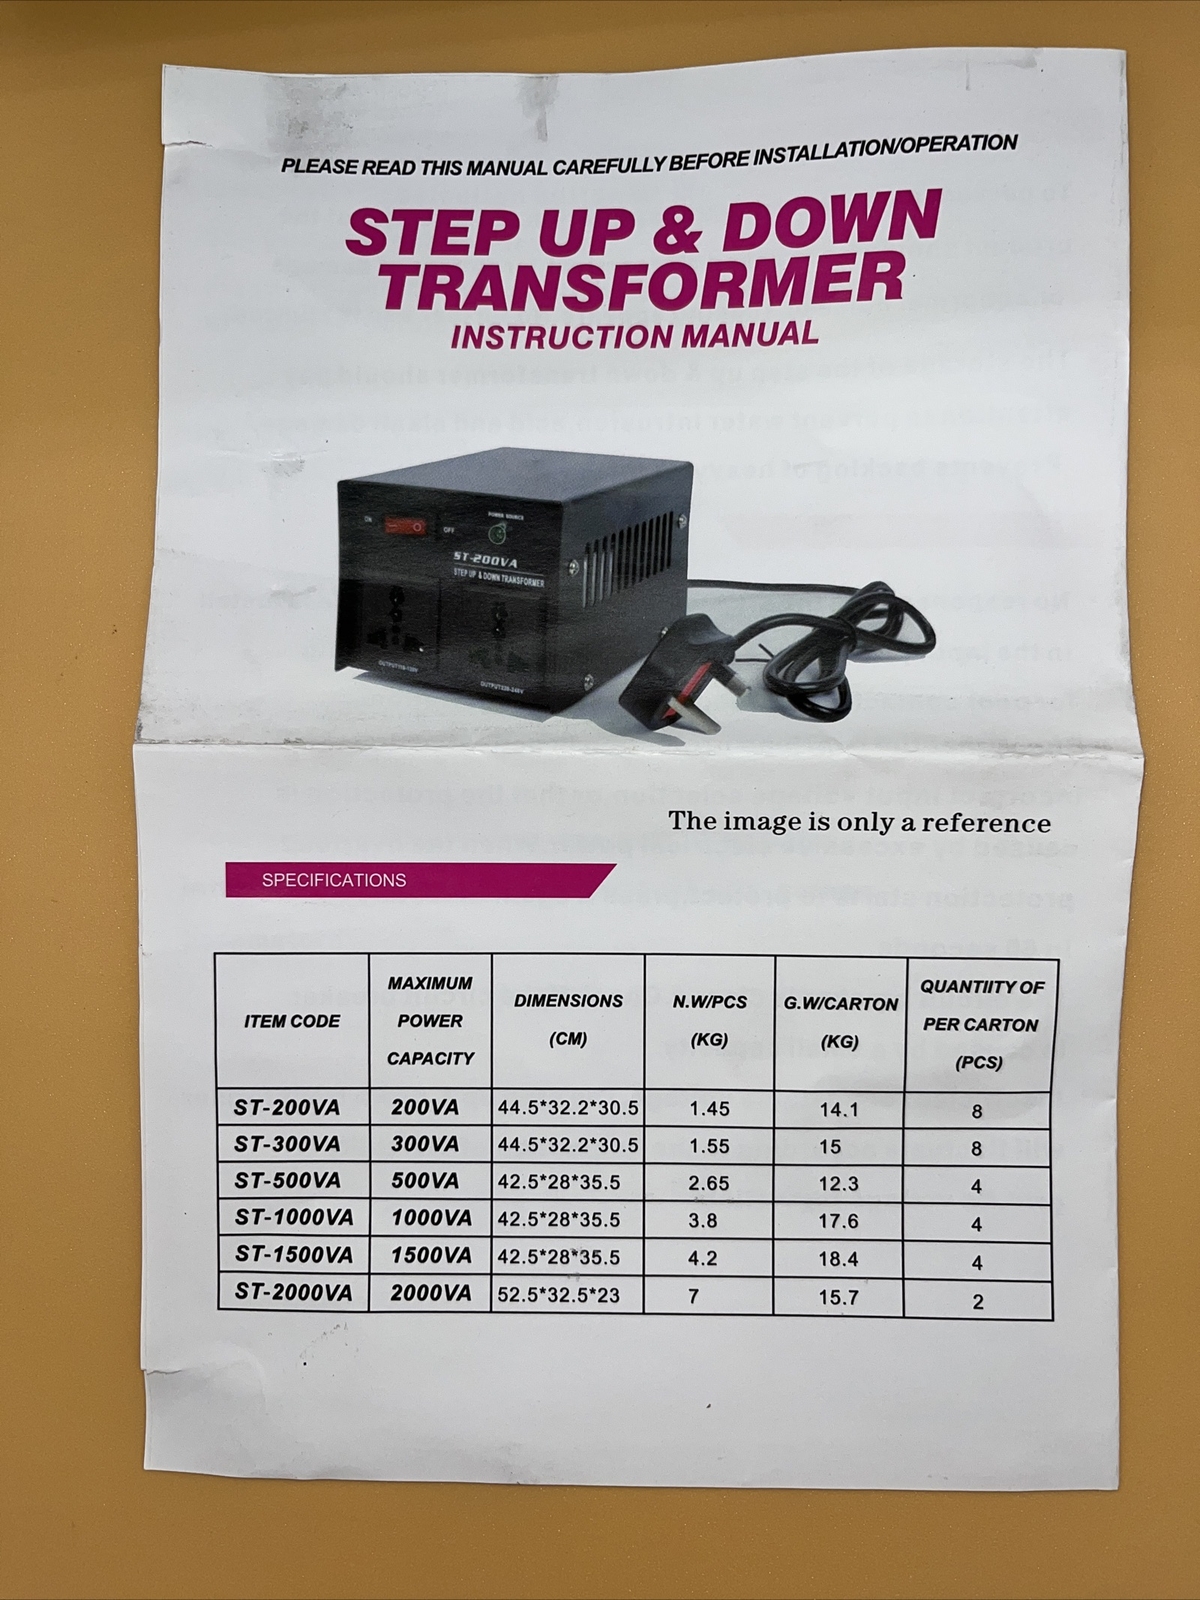 PLEASE READ THIS MANUAL CAREFULLY BEFORE INSTALLATION/OPERATION
STEP UP & DOWN
TRANSFORMER
INSTRUCTION MANUAL
ON
OFF
POWER SOURCE
ST-200VA
STEP UP & DOWN TRANSFORMER
OUTPUT110-120V
OUTPUT220-240V
The image is only a reference
SPECIFICATIONS
ITEM CODE MAXIMUM POWER CAPACITY DIMENSIONS (CM) N.W/PCS (KG) G.W/CARTON (KG) QUANTIITY OF PER CARTON (PCS)
ST-200VA 200VA 44.5*32.2*30.5 1.45 14.1 8
ST-300VA 300VA 44.5*32.2*30.5 1.55 15 8
ST-500VA 500VA 42.5*28*35.5 2.65 12.3 4
ST-1000VA 1000VA 42.5*28*35.5 3.8 17.6 4
ST-1500VA 1500VA 42.5*28*35.5 4.2 18.4 4
ST-2000VA 2000VA 52.5*32.5*23 7 15.7 2